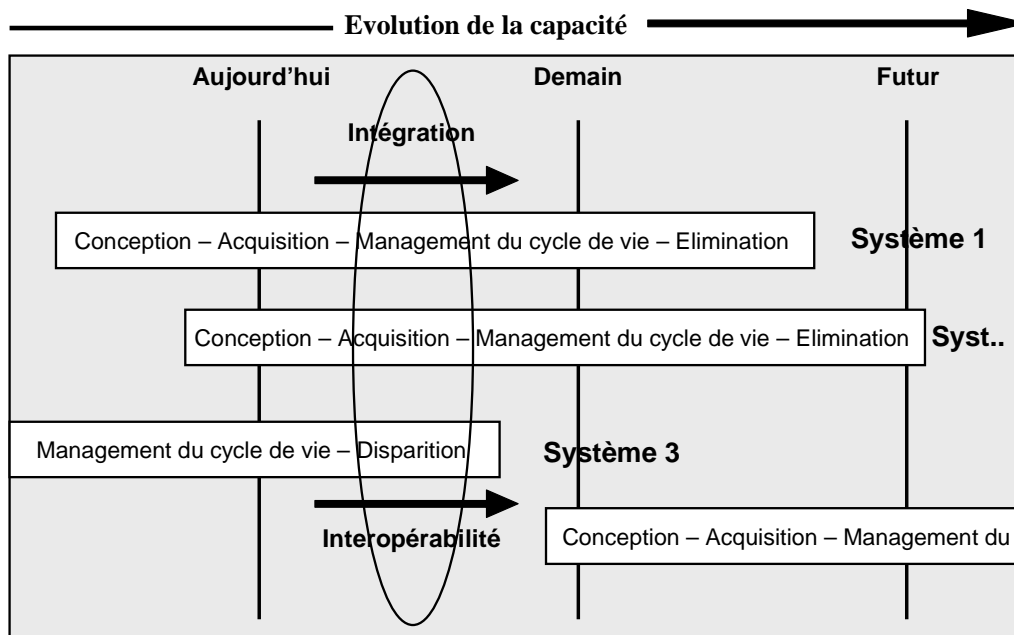 Evolution de la capacité
Aujourd’hui
Demain
Futur
Intégration
Conception – Acquisition – Management du cycle de vie – Elimination
Système 1
Conception – Acquisition – Management du cycle de vie – Elimination
Syst..
Management du cycle de vie – Disparition
Système 3
Interopérabilité
Conception – Acquisition – Management du